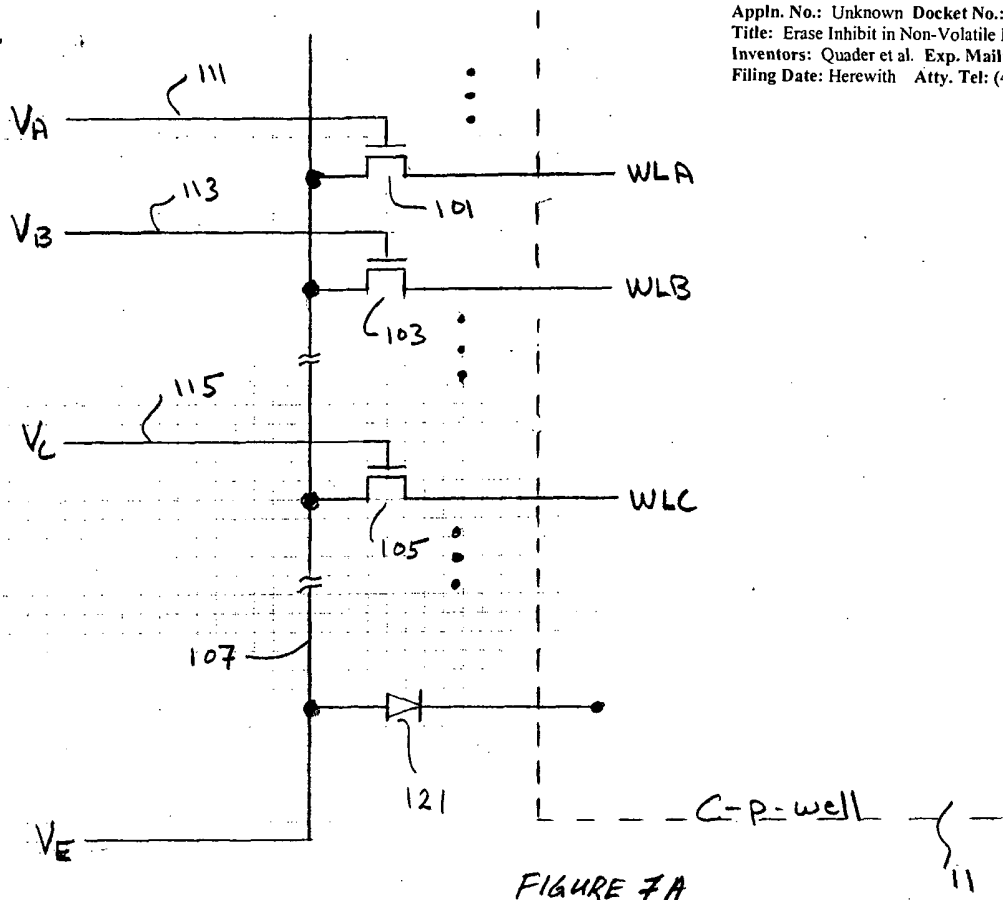 Appln. No.: Unknown Docket No.:
Title: Erase Inhibit in Non-Volatile
Inventors: Quader et al. Exp. Mail
Filing Date: Herewith Atty. Tel: (
111
VA
WLA
101
113
VB
WLB
103
115
VC
WLC
105
107
121
C-p-well
VE
11
FIGURE 7A